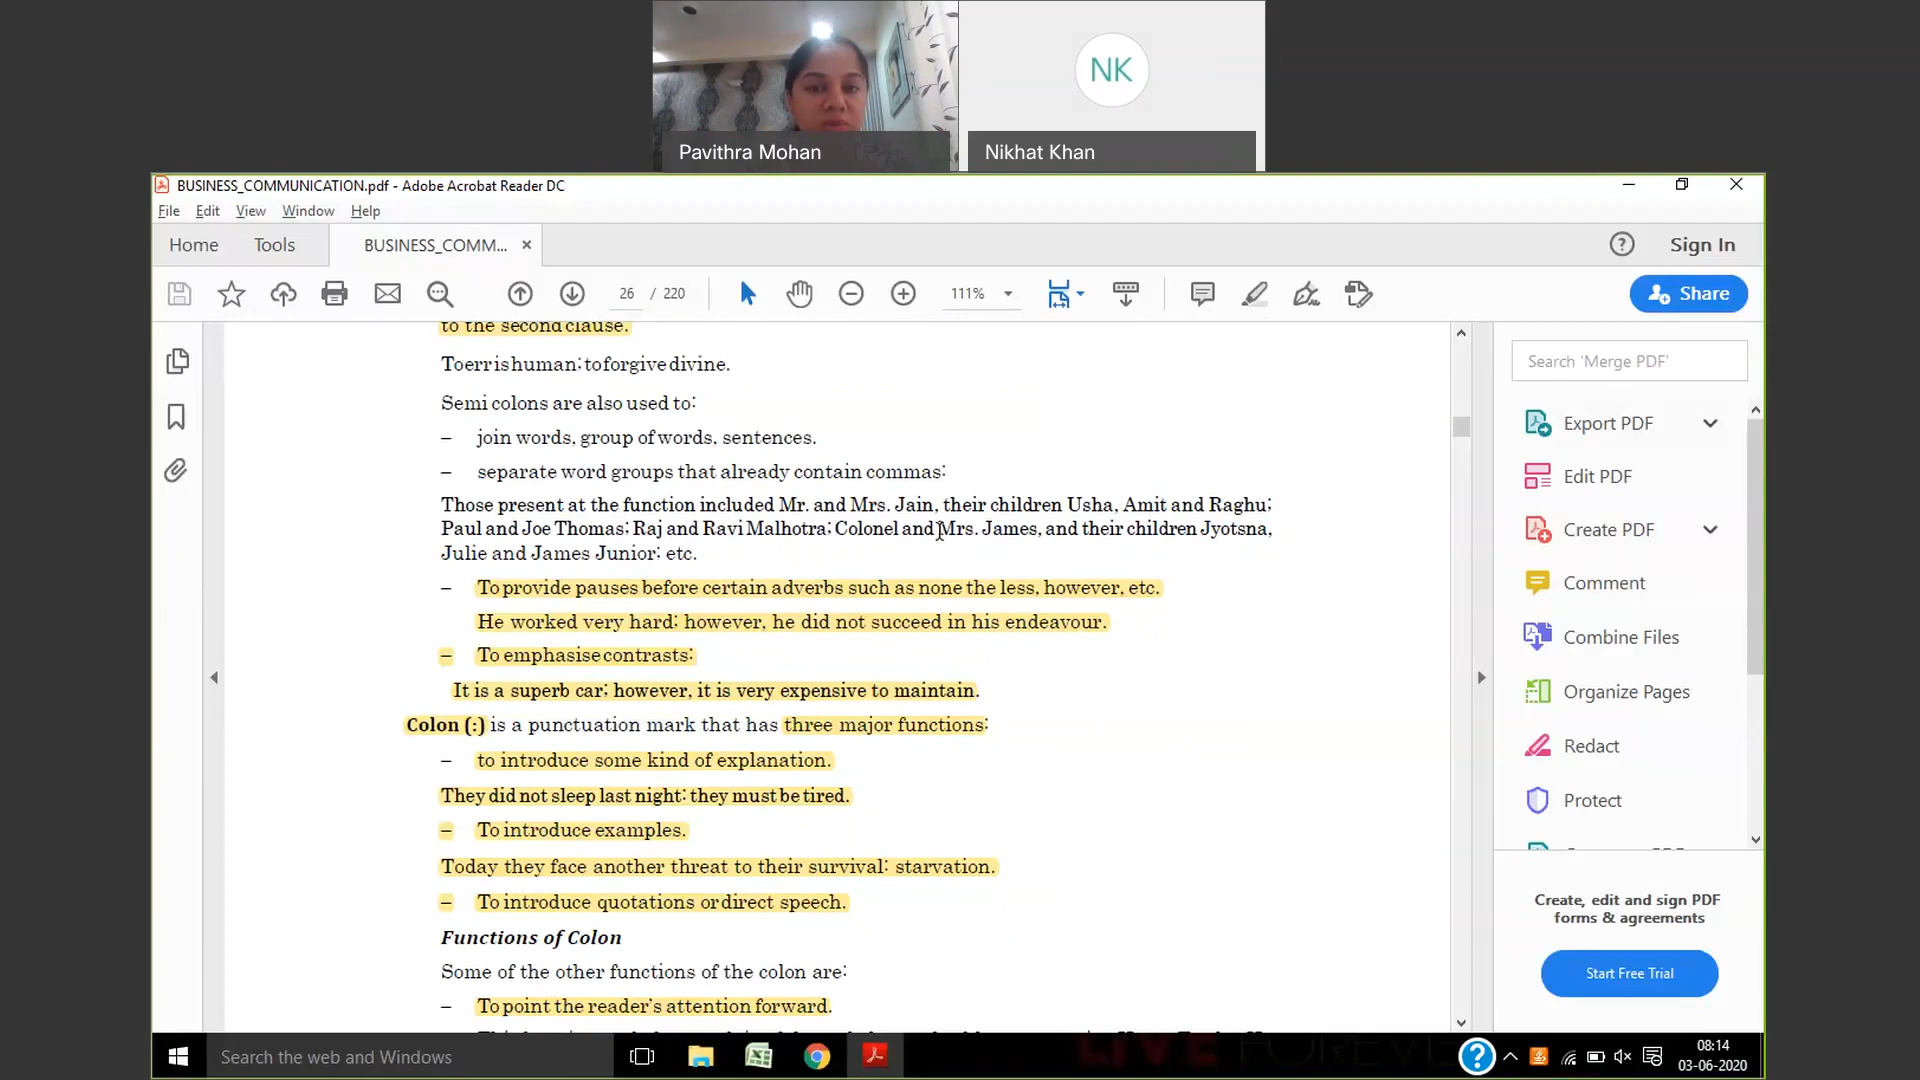 NK
Pavithra Mohan
Nikhat Khan
BUSINESS_COMMUNICATION.pdf - Adobe Acrobat Reader DC
File Edit View Window Help
Home Tools BUSINESS_COMM... ×
Sign In
26 / 220
111%
Share
to the second clause.
To err is human; to forgive divine.
Semi colons are also used to:
– join words, group of words, sentences.
– separate word groups that already contain commas:
Those present at the function included Mr. and Mrs. Jain, their children Usha, Amit and Raghu;
Paul and Joe Thomas; Raj and Ravi Malhotra; Colonel and Mrs. James, and their children Jyotsna,
Julie and James Junior; etc.
– To provide pauses before certain adverbs such as none the less, however, etc.
He worked very hard; however, he did not succeed in his endeavour.
– To emphasise contrasts:
It is a superb car; however, it is very expensive to maintain.
Colon (:) is a punctuation mark that has three major functions:
– to introduce some kind of explanation.
They did not sleep last night: they must be tired.
– To introduce examples.
Today they face another threat to their survival: starvation.
– To introduce quotations or direct speech.
Functions of Colon
Some of the other functions of the colon are:
– To point the reader's attention forward.
Search 'Merge PDF'
Export PDF
Edit PDF
Create PDF
Comment
Combine Files
Organize Pages
Redact
Protect
Create, edit and sign PDF
forms & agreements
Start Free Trial
Search the web and Windows
08:14
03-06-2020